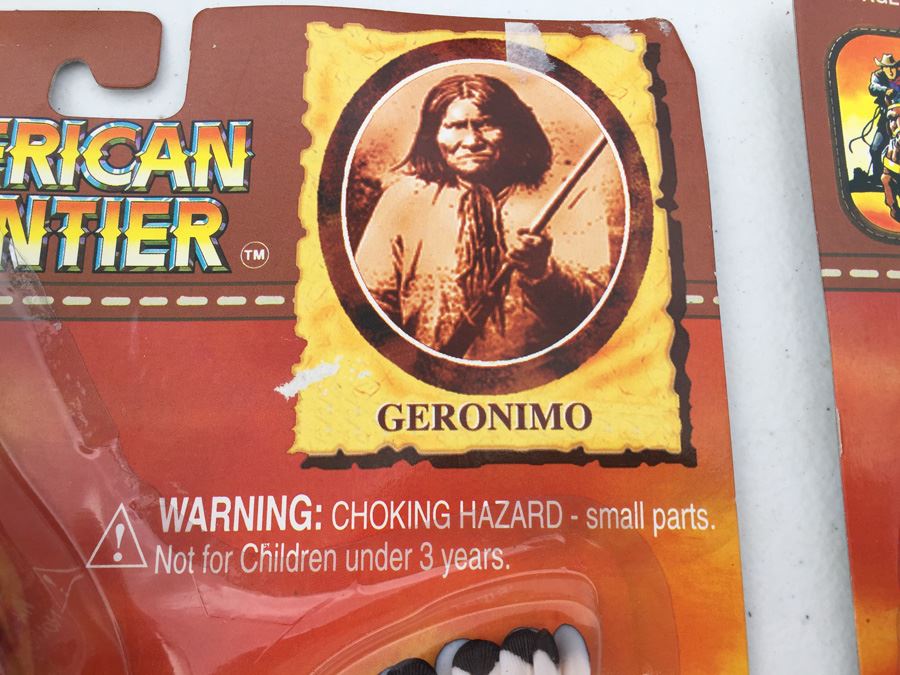 ERICAN
NTIER ™
GERONIMO
WARNING: CHOKING HAZARD - small parts.
Not for Children under 3 years.